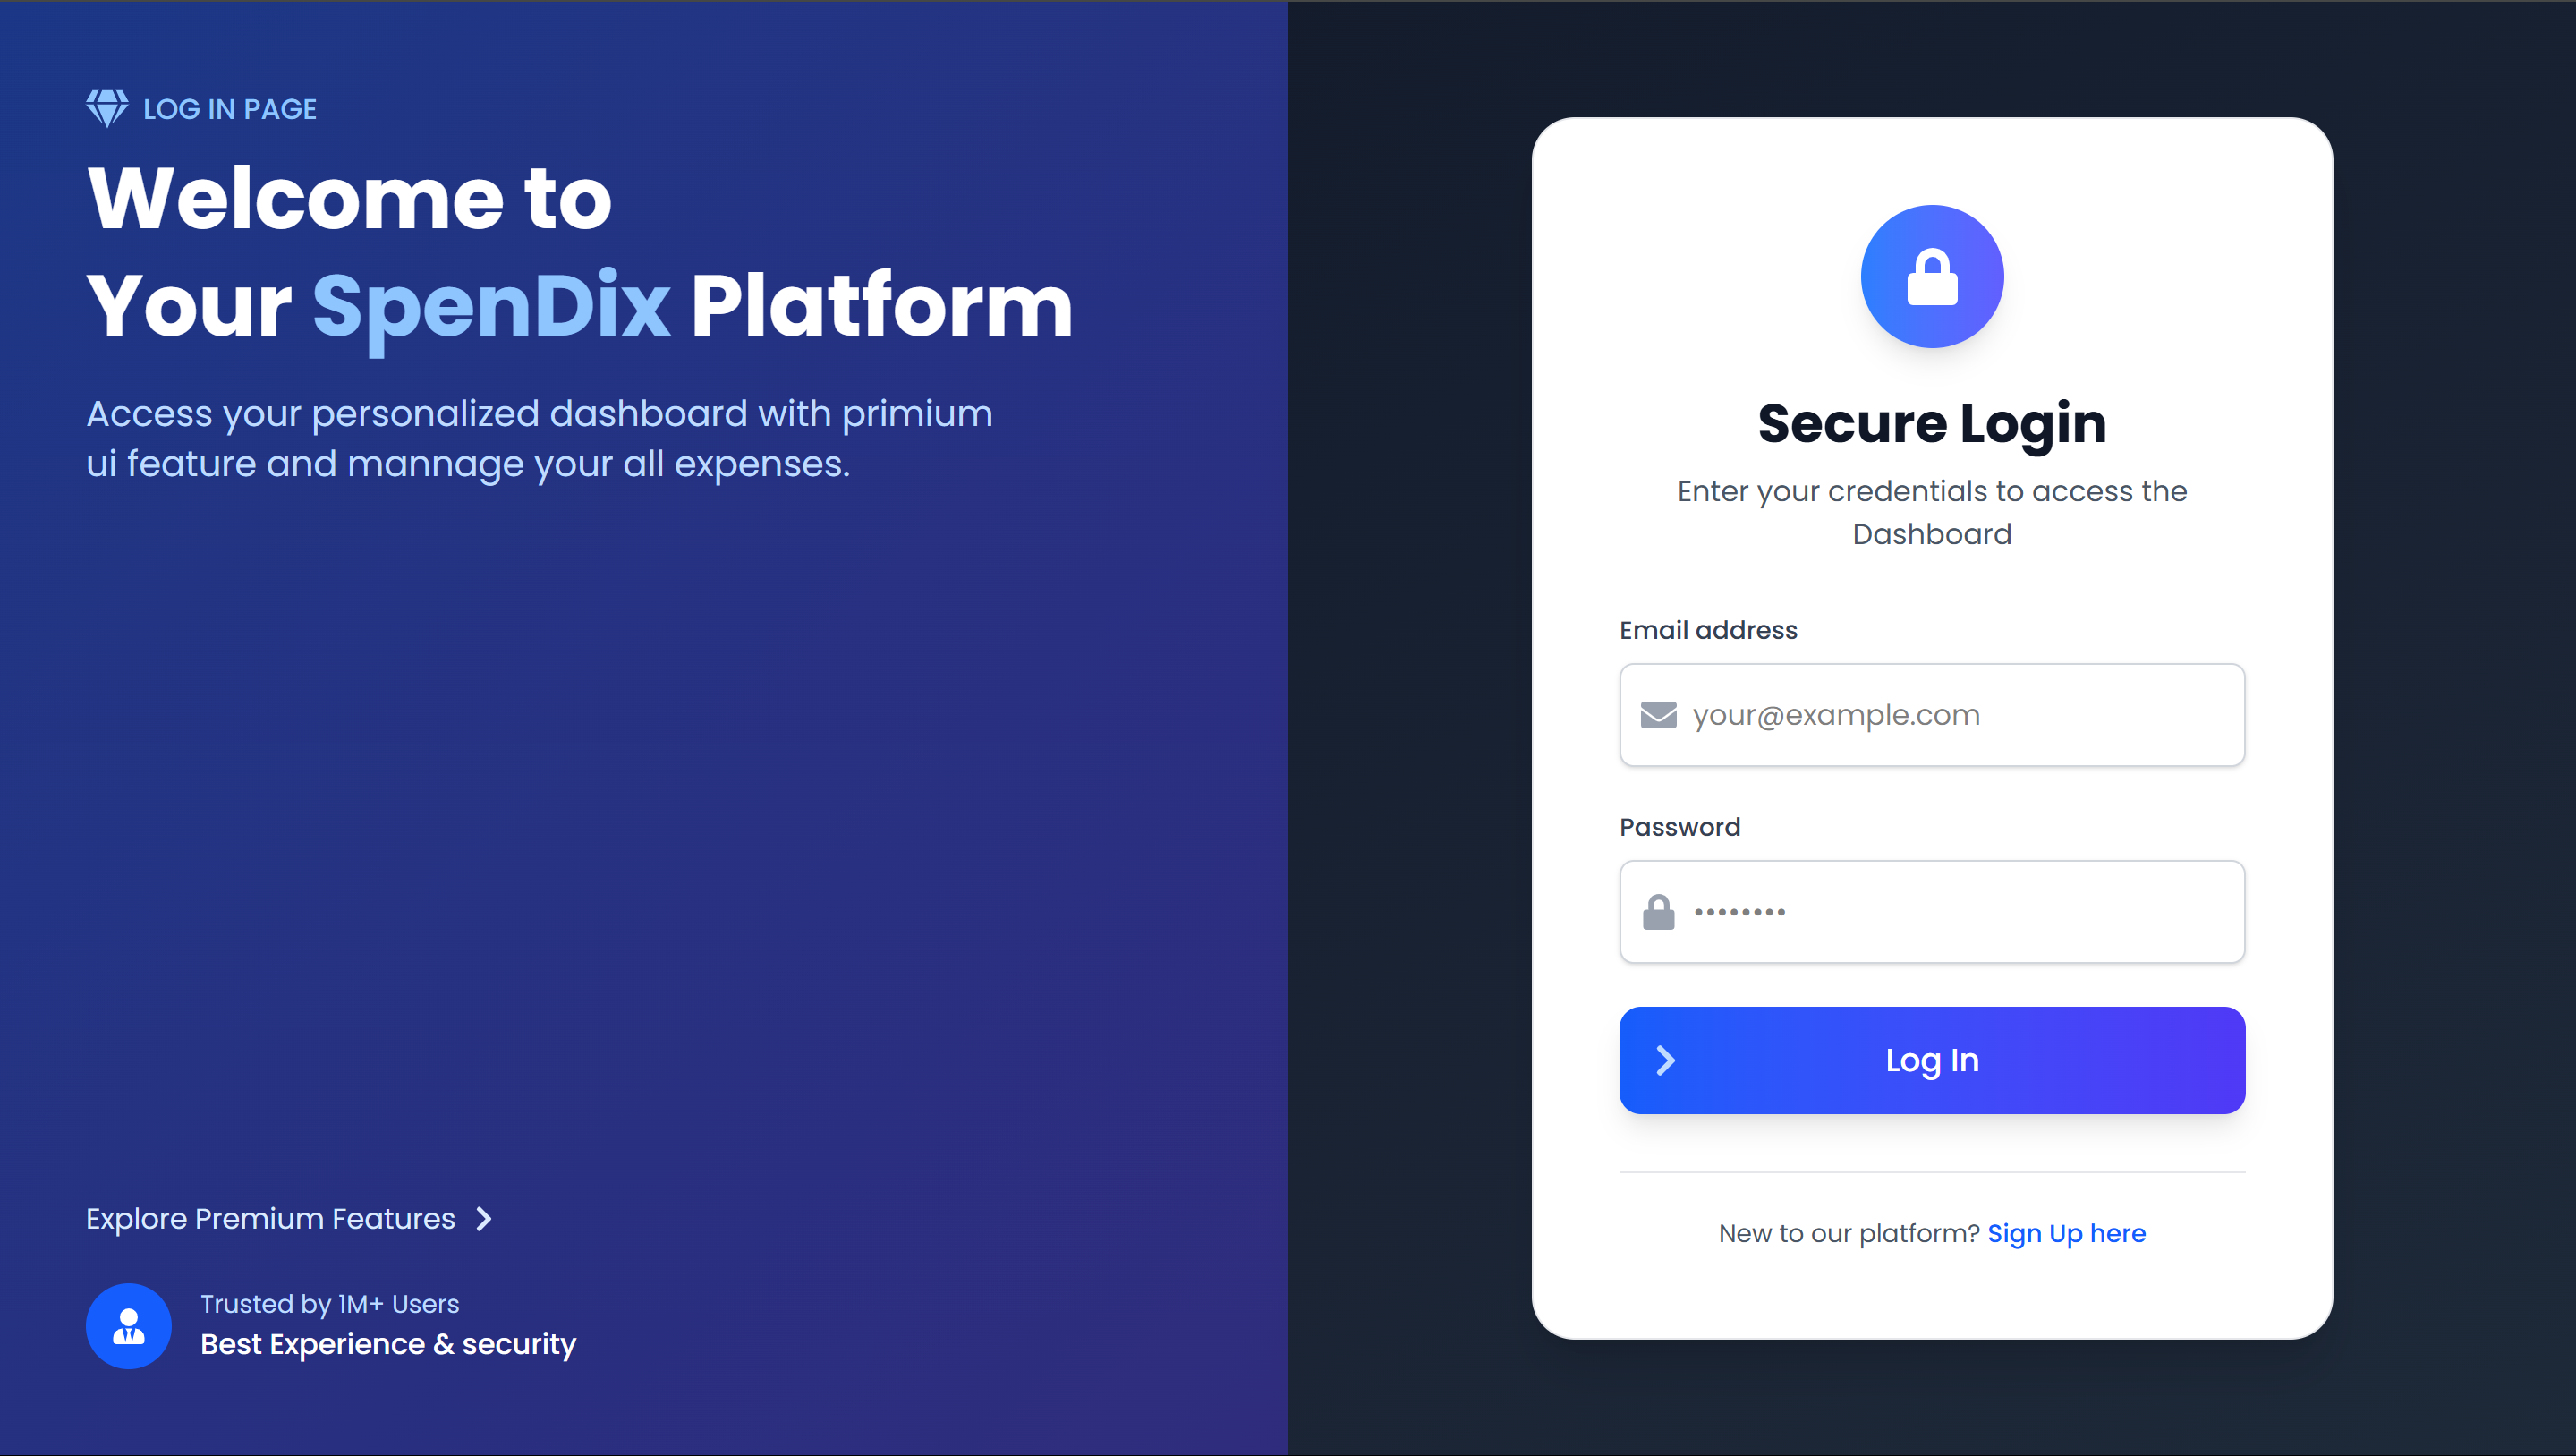 LOG IN PAGE
Welcome to
Your SpenDix Platform
Access your personalized dashboard with primium
ui feature and mannage your all expenses.
Explore Premium Features
Trusted by 1M+ Users
Best Experience & security
Secure Login
Enter your credentials to access the
Dashboard
Email address
your@example.com
Password
••••••••
Log In
New to our platform? Sign Up here